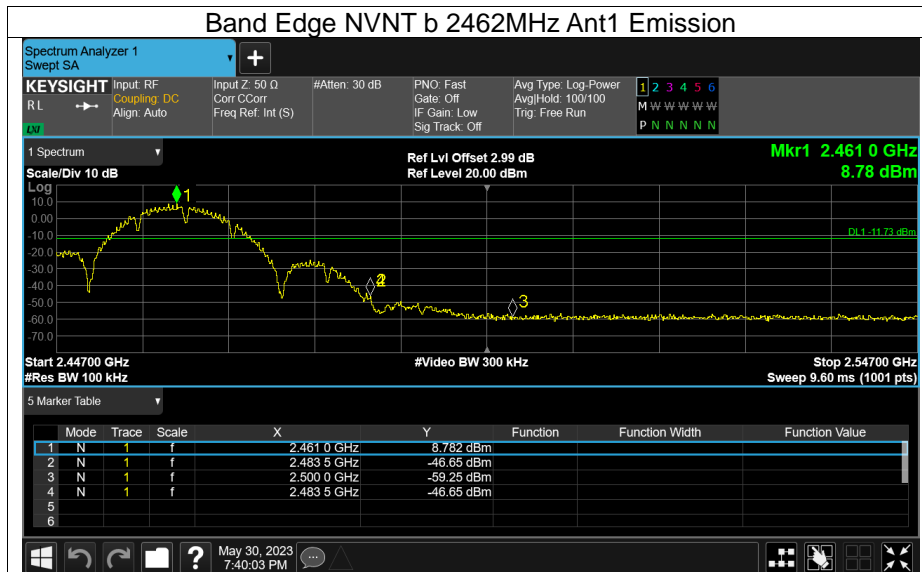 Band Edge NVNT b 2462MHz Ant1 Emission
Spectrum Analyzer 1
Swept SA
+
KEYSIGHT Input: RF Input Z: 50 Ω #Atten: 30 dB PNO: Fast Avg Type: Log-Power 1 2 3 4 5 6
RL Coupling: DC Corr CCorr Gate: Off Avg|Hold: 100/100 M W W W W W
Align: Auto Freq Ref: Int (S) IF Gain: Low Trig: Free Run
LXI Sig Track: Off P N N N N N
1 Spectrum Ref Lvl Offset 2.99 dB Mkr1 2.461 0 GHz
Scale/Div 10 dB Ref Level 20.00 dBm 8.78 dBm
Log
1
10.0
0.00
-10.0 DL1 -11.73 dBm
-20.0
-30.0
-40.0
-50.0 3
-60.0
-70.0
Start 2.44700 GHz #Video BW 300 kHz Stop 2.54700 GHz
#Res BW 100 kHz Sweep 9.60 ms (1001 pts)
5 Marker Table
Mode Trace Scale X Y Function Function Width Function Value
1 N 1 f 2.461 0 GHz 8.782 dBm
2 N 1 f 2.483 5 GHz -46.65 dBm
3 N 1 f 2.500 0 GHz -59.25 dBm
4 N 1 f 2.483 5 GHz -46.65 dBm
5
6
? May 30, 2023
7:40:03 PM